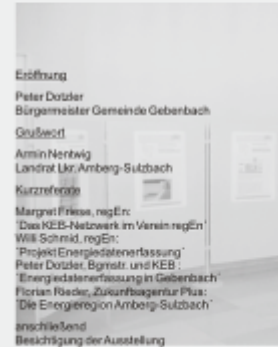 Eröffnung
Peter Dotzler
Bürgermeister Gemeinde Gebenbach
Grußwort
Armin Nentwig
Landrat Lkr. Amberg-Sulzbach
Kurzreferate
Margret Friese, regEn:
`Das KEB-Netzwerk im Verein regEn`
Willi Schmid, regEn:
`Projekt Energiedatenerfassung`
Peter Dotzler, Bgmstr. und KEB :
`Energiedatenerfassung in Gebenbach`
Florian Rieder, Zukunftsagentur Plus:
`Die Energieregion Amberg-Sulzbach`
anschließend
Besichtigung der Ausstellung